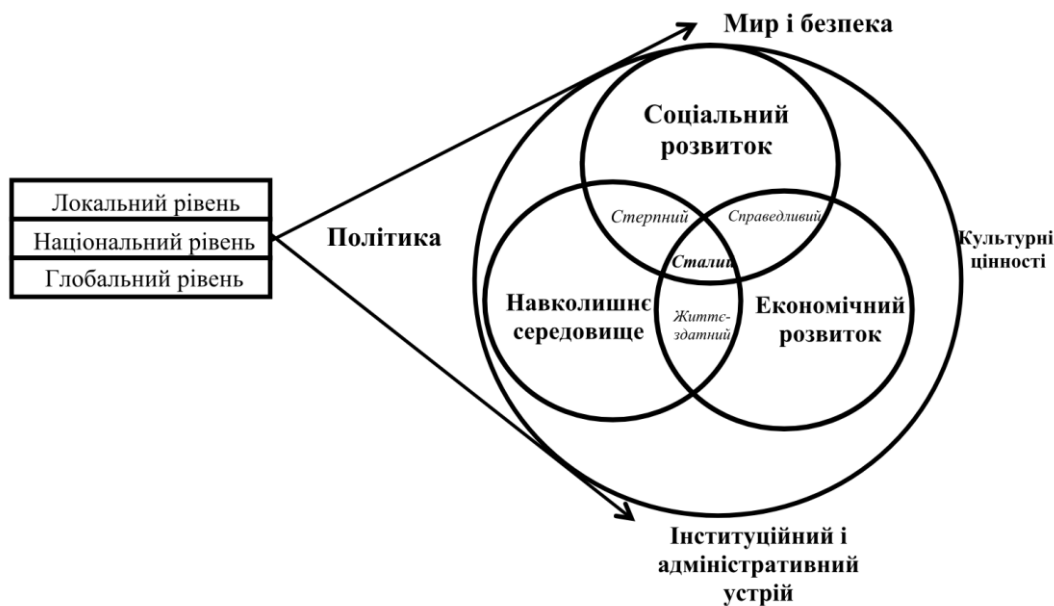 Мир і безпека
Соціальний
розвиток
Локальний рівень
Національний рівень
Глобальний рівень
Політика
Стерпний
Справедливий
Сталий
Культурні
цінності
Навколишнє
середовище
Життє-
здатний
Економічний
розвиток
Інституційний і
адміністративний
устрій